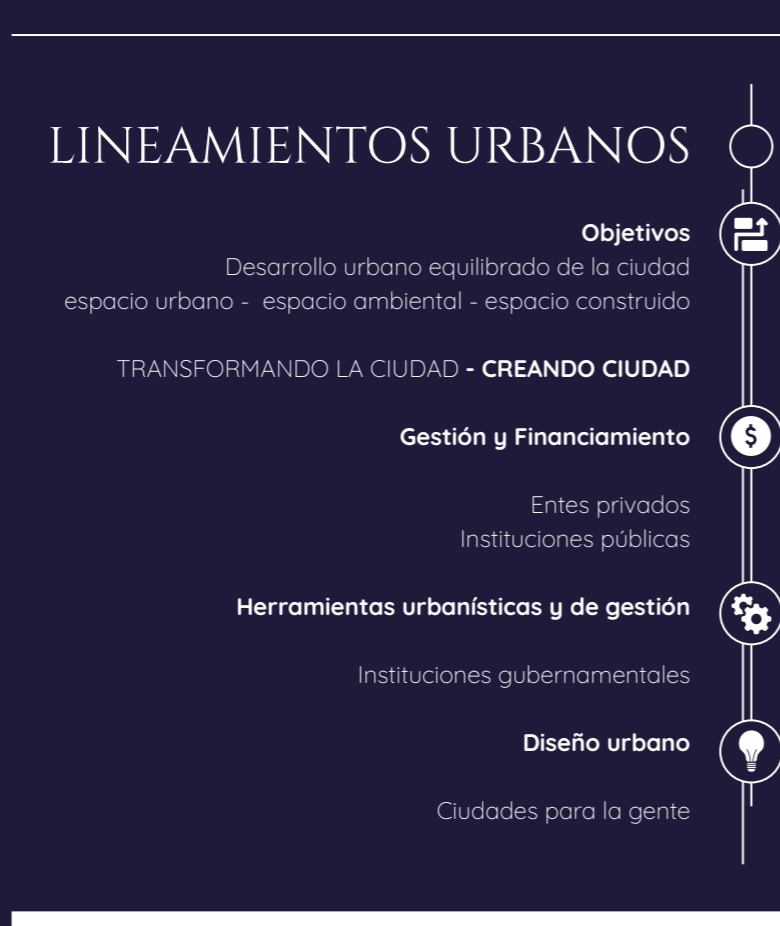 LINEAMIENTOS URBANOS
Objetivos
Desarrollo urbano equilibrado de la ciudad
espacio urbano - espacio ambiental - espacio construido
TRANSFORMANDO LA CIUDAD - CREANDO CIUDAD
Gestión y Financiamiento
$
Entes privados
Instituciones públicas
Herramientas urbanísticas y de gestión
Instituciones gubernamentales
Diseño urbano
Ciudades para la gente